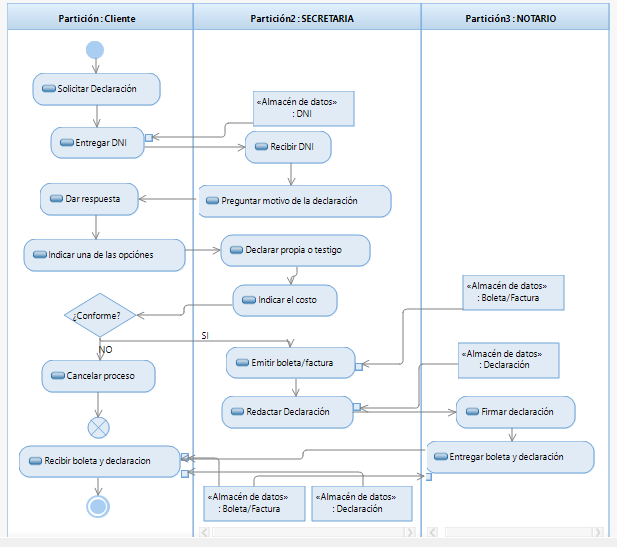 Partición : Cliente
Partición2 : SECRETARIA
Partición3 : NOTARIO
Solicitar Declaración
«Almacén de datos»
: DNI
Entregar DNI
Recibir DNI
Dar respuesta
Preguntar motivo de la declaración
Indicar una de las opciónes
Declarar propia o testigo
Indicar el costo
«Almacén de datos»
: Boleta/Factura
¿Conforme?
SI
NO
Emitir boleta/factura
«Almacén de datos»
: Declaración
Cancelar proceso
Redactar Declaración
Firmar declaración
Recibir boleta y declaracion
Entregar boleta y declaración
«Almacén de datos»
: Boleta/Factura
«Almacén de datos»
: Declaración